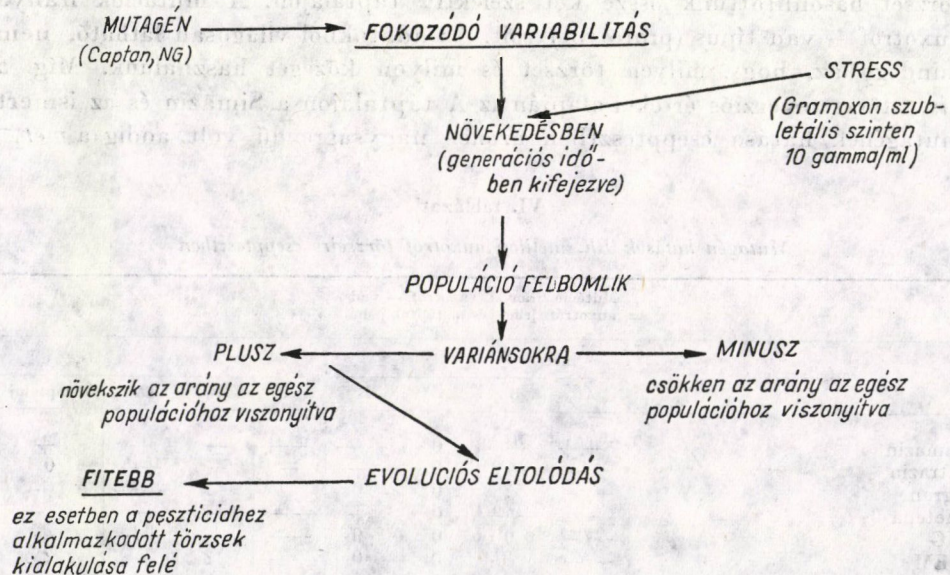 MUTAGEN
(Captan, NG)
FOKOZÓDÓ VARIABILITÁS
STRESS
(Gramoxon szub-
letális szinten
10 gamma/ml)
NÖVEKEDÉSBEN
(generációs idő-
ben kifejezve)
POPULÁCIÓ FELBOMLIK
PLUSZ
VARIÁNSOKRA
MINUSZ
növekszik az arány az egész
populációhoz viszonyítva
csökken az arány az egész
populációhoz viszonyítva
FITEBB
EVOLUCIÓS ELTOLÓDÁS
ez esetben a peszticidhez
alkalmazkodott törzsek
kialakulása felé